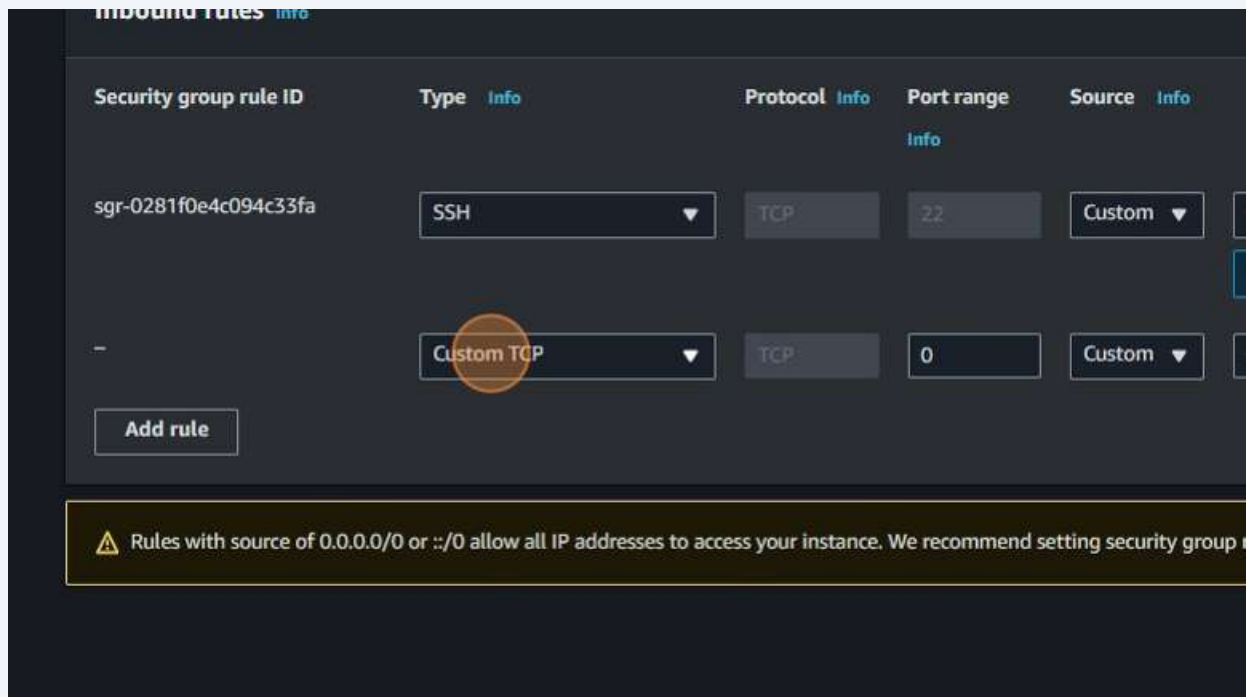 Inbound rules Info
Security group rule ID Type Info Protocol Info Port range Source Info
Info
sgr-0281f0e4c094c33fa SSH TCP 22 Custom
– Custom TCP TCP 0 Custom
Add rule
Rules with source of 0.0.0.0/0 or ::/0 allow all IP addresses to access your instance. We recommend setting security group